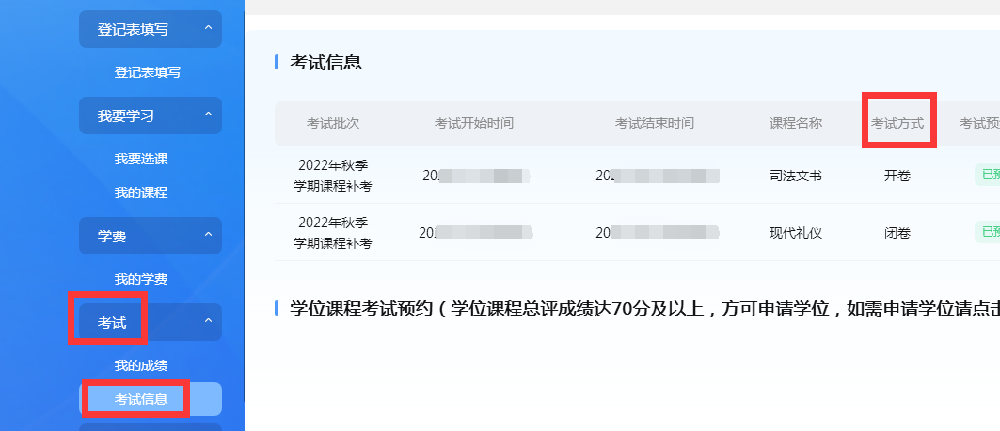 登记表填写
登记表填写
我要学习
我要选课
我的课程
学费
我的学费
考试
我的成绩
考试信息
考试信息
考试批次 考试开始时间 考试结束时间 课程名称 考试方式 考试预
2022年秋季
学期课程补考
20 20 司法文书 开卷 已预
2022年秋季
学期课程补考
20 20 现代礼仪 闭卷 已预
学位课程考试预约（学位课程总评成绩达70分及以上，方可申请学位，如需申请学位请点击